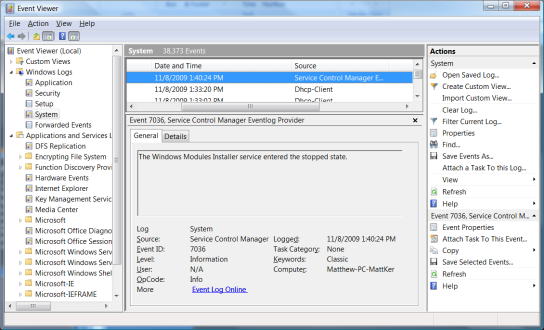 Event Viewer
File Action View Help
Event Viewer (Local)
Custom Views
Windows Logs
Application
Security
Setup
System
Forwarded Events
Applications and Services L
DFS Replication
Encrypting File System
Function Discovery Provi
Hardware Events
Internet Explorer
Key Management Servic
Media Center
Microsoft
Microsoft Office Diagno
Microsoft Office Session
Microsoft Windows Serv
Microsoft Windows Serv
Microsoft Windows Shel
Microsoft-IE
Microsoft-IEFRAME
System 38,373 Events
Date and Time Source
11/8/2009 1:40:24 PM Service Control Manager E...
11/8/2009 1:33:20 PM Dhcp-Client
11/8/2009 1:33:02 PM Dhcp-Client
Event 7036, Service Control Manager Eventlog Provider
General Details
The Windows Modules Installer service entered the stopped state.
Log System
Source: Service Control Manager Logged: 11/8/2009 1:40:24 PM
Event ID: 7036 Task Category: None
Level: Information Keywords: Classic
User: N/A Computer: Matthew-PC-MattKer
OpCode: Info
More Event Log Online
Actions
System
Open Saved Log...
Create Custom View...
Import Custom View...
Clear Log...
Filter Current Log...
Properties
Find...
Save Events As...
Attach a Task To this Log...
View
Refresh
Help
Event 7036, Service Control M...
Event Properties
Attach Task To This Event...
Copy
Save Selected Events...
Refresh
Help